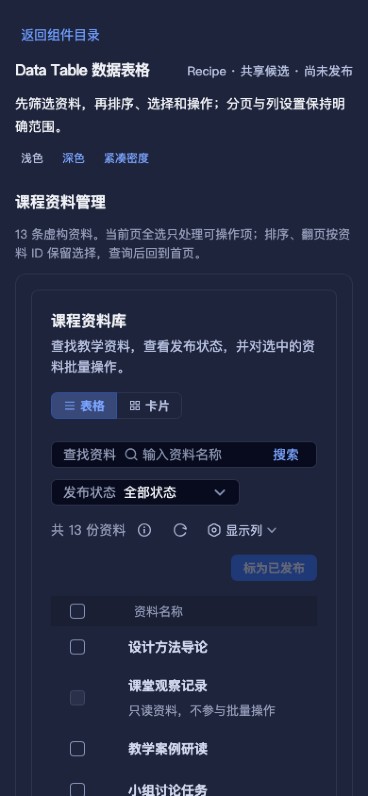 返回组件目录
Data Table 数据表格 Recipe · 共享候选 · 尚未发布
先筛选资料，再排序、选择和操作；分页与列设置保持明
确范围。
浅色 深色 紧凑密度
课程资料管理
13 条虚构资料。当前页全选只处理可操作项；排序、翻页按资
料 ID 保留选择，查询后回到首页。
课程资料库
查找教学资料，查看发布状态，并对选中的资
料批量操作。
表格 卡片
查找资料 输入资料名称 搜索
发布状态 全部状态
共 13 份资料 显示列
标为已发布
资料名称
设计方法导论
课堂观察记录
只读资料，不参与批量操作
教学案例研读
小组讨论任务